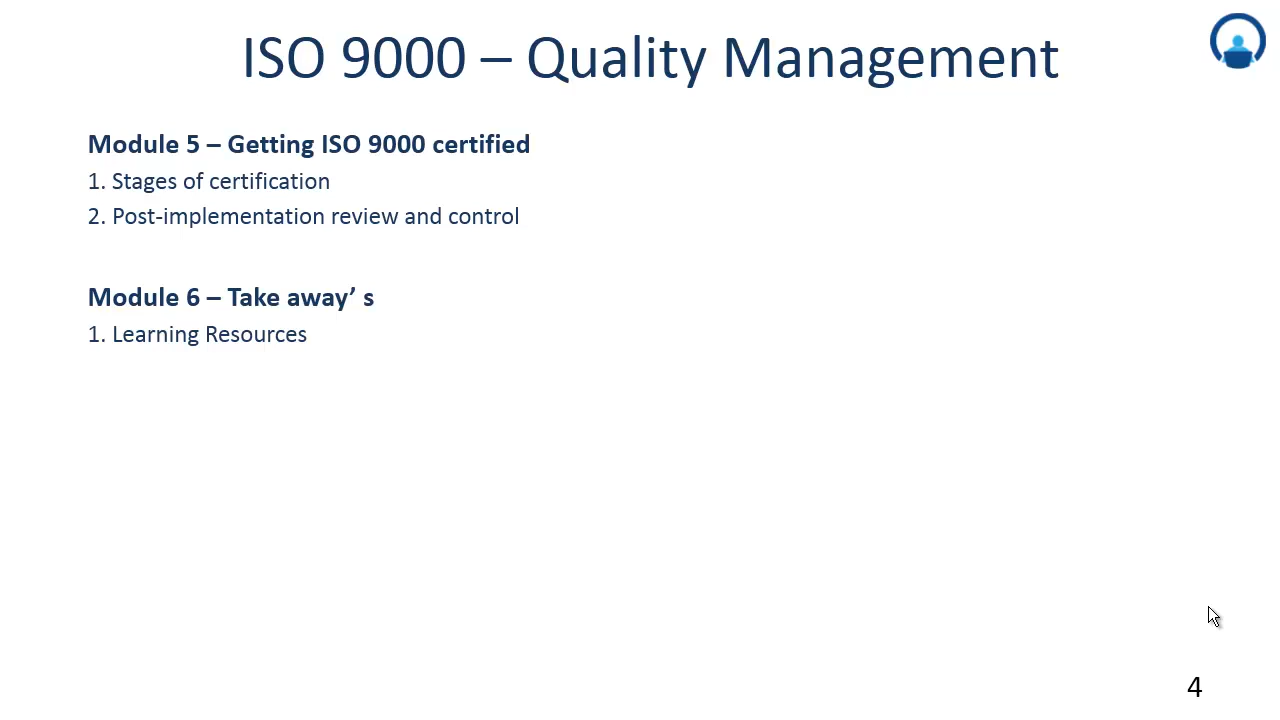 ISO 9000 – Quality Management
Module 5 – Getting ISO 9000 certified
1. Stages of certification
2. Post-implementation review and control
Module 6 – Take away’ s
1. Learning Resources
4